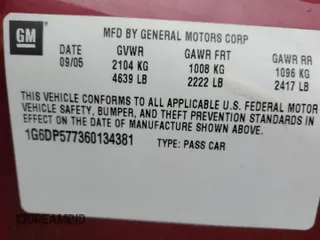 GM
MFD BY GENERAL MOTORS CORP
DATE GVWR GAWR FRT GAWR RR
09/05 2104 KG 1008 KG 1096 KG
4639 LB 2222 LB 2417 LB
THIS VEHICLE CONFORMS TO ALL APPLICABLE U.S. FEDERAL MOTOR
VEHICLE SAFETY, BUMPER, AND THEFT PREVENTION STANDARDS
IN EFFECT ON THE DATE OF MANUFACTURE SHOWN ABOVE.
1G6DP577360134381 TYPE: PASS CAR
©DREAMBID